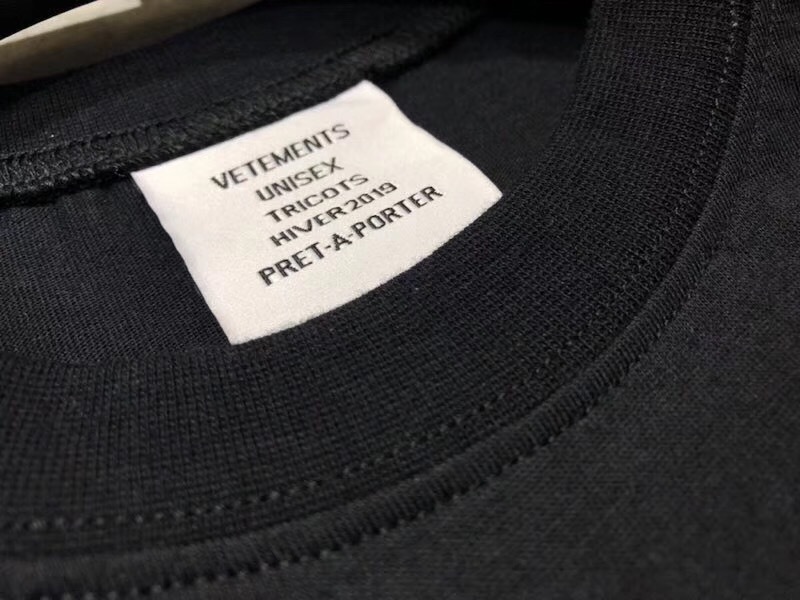 VETEMENTS
UNISEX
TRICOTS
HIVER 2019
PRET-À-PORTER